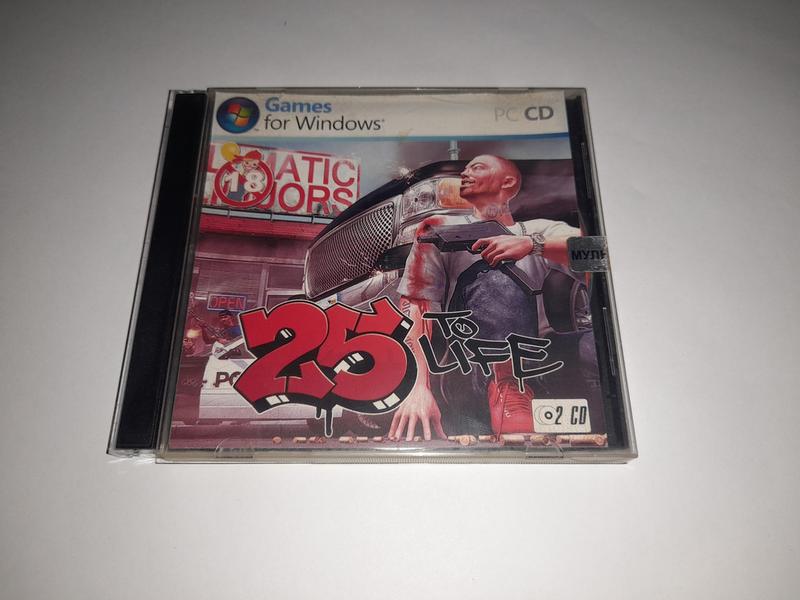 Games
for Windows®
PC CD
MATIC
18
ORS
OPEN
25
TO
LIFE
2 CD